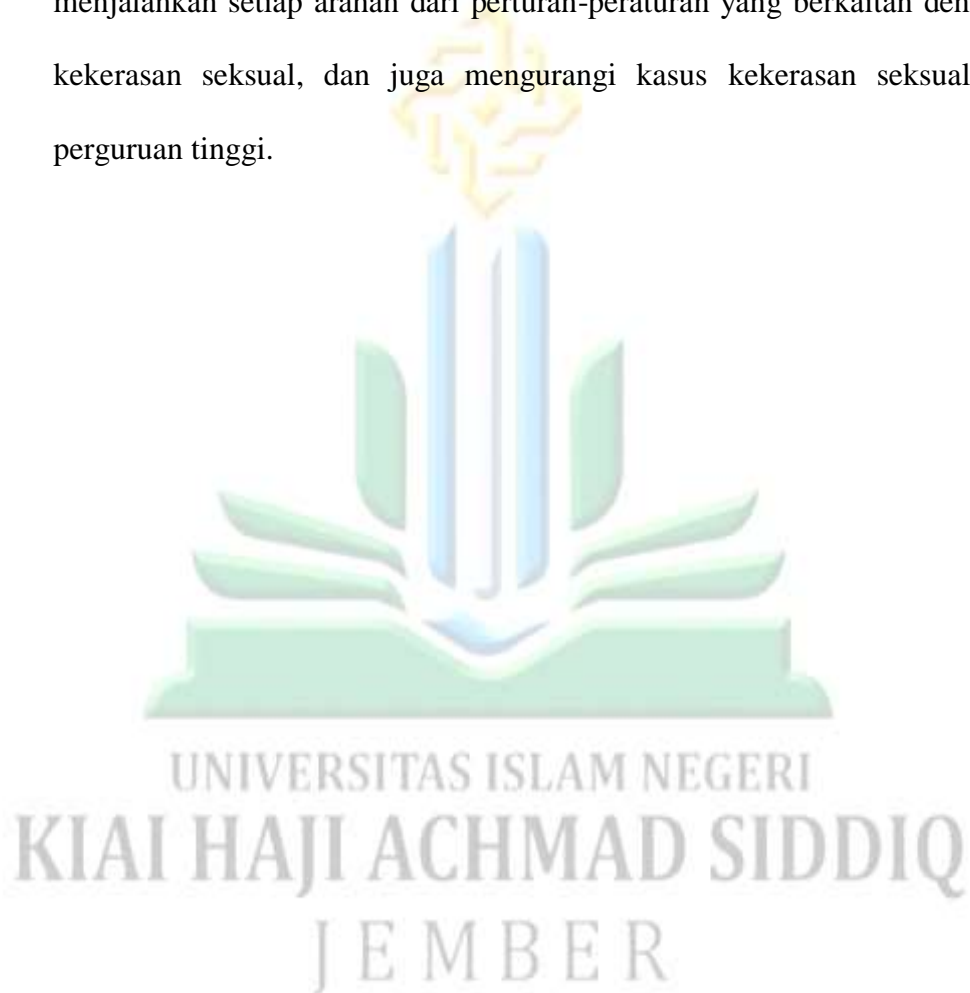 menjalankan setiap arahan dari perturan-peraturan yang berkaitan den
kekerasan seksual, dan juga mengurangi kasus kekerasan seksual
perguruan tinggi.
UNIVERSITAS ISLAM NEGERI
KIAI HAJI ACHMAD SIDDIQ
JEMBER